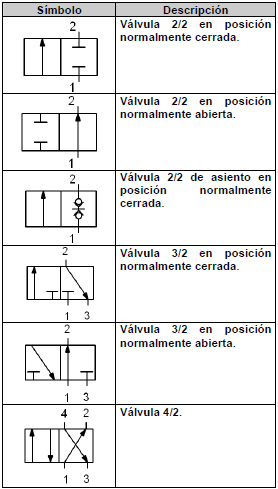 Símbolo Descripción
2
Válvula 2/2 en posición
normalmente cerrada.
1
2
Válvula 2/2 en posición
normalmente abierta.
1
2
Válvula 2/2 de asiento en
posición normalmente
cerrada.
1
2
Válvula 3/2 en posición
normalmente cerrada.
1 3
2
Válvula 3/2 en posición
normalmente abierta.
1 3
4 2
Válvula 4/2.
1 3